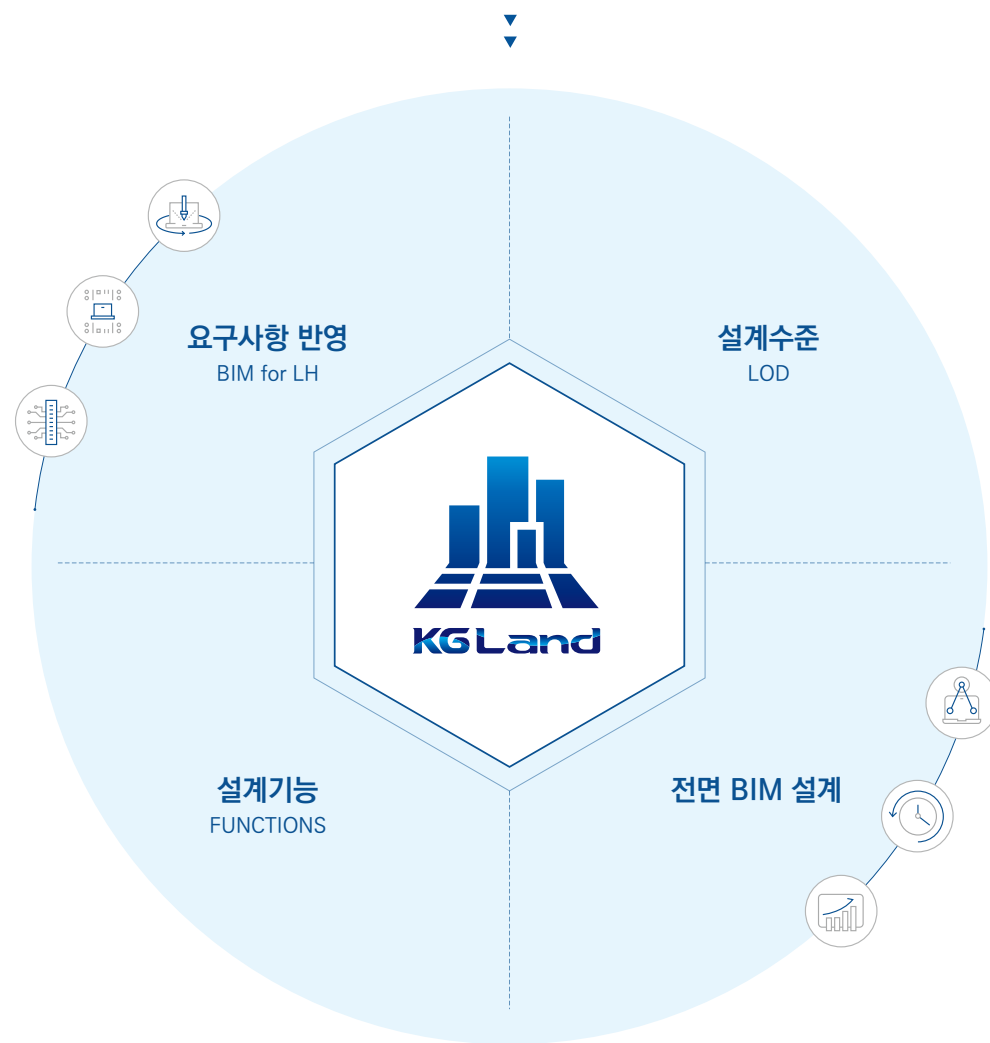 요구사항 반영
BIM for LH
설계수준
LOD
KG Land
설계기능
FUNCTIONS
전면 BIM 설계